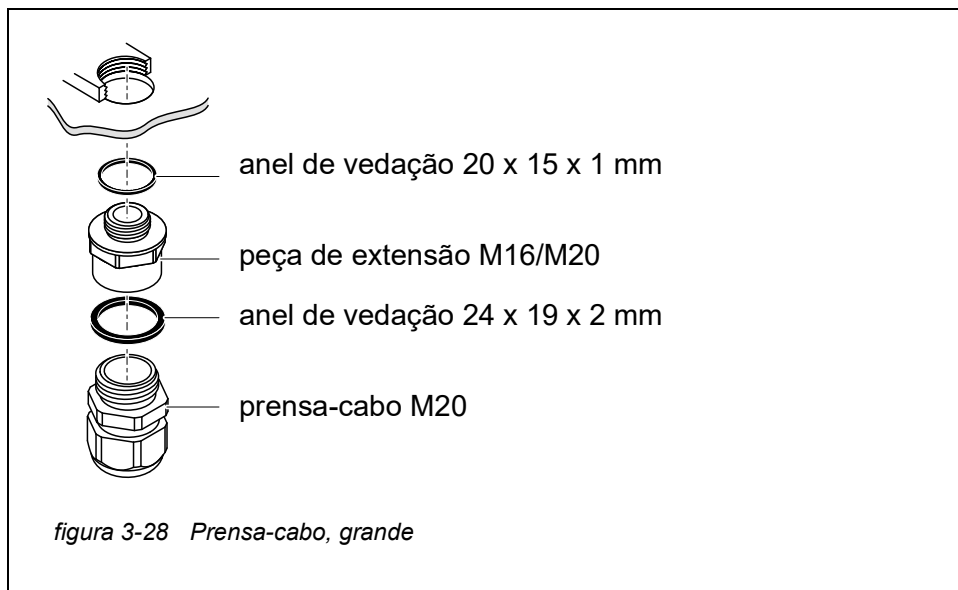 anel de vedação 20 x 15 x 1 mm
peça de extensão M16/M20
anel de vedação 24 x 19 x 2 mm
prensa-cabo M20
figura 3-28 Prensa-cabo, grande